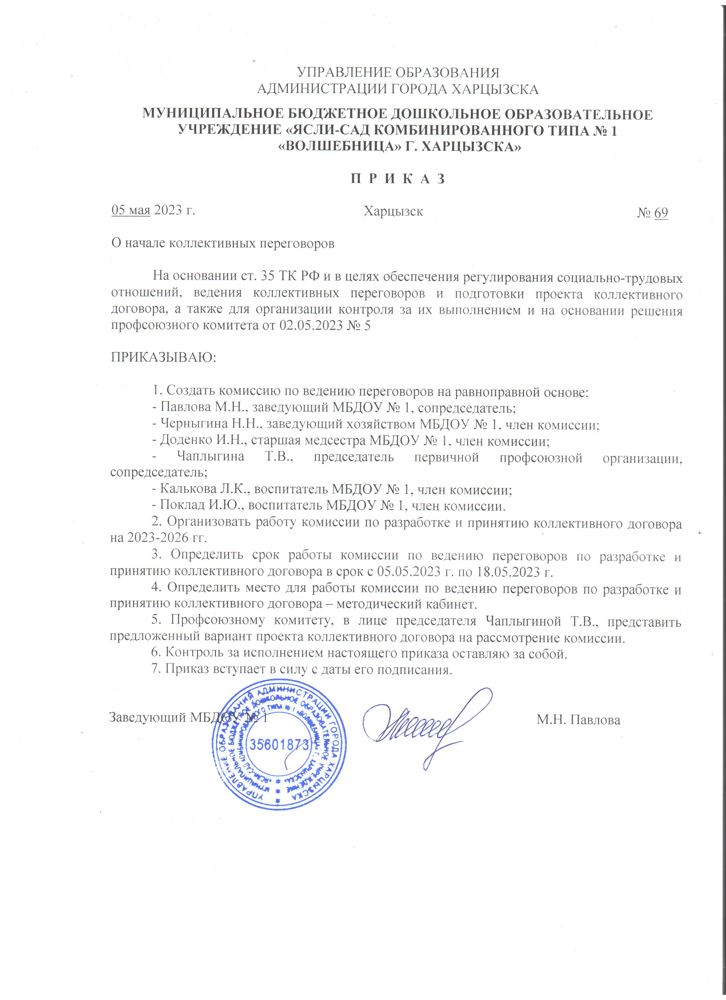 УПРАВЛЕНИЕ ОБРАЗОВАНИЯ
АДМИНИСТРАЦИИ ГОРОДА ХАРЦЫЗСКА
МУНИЦИПАЛЬНОЕ БЮДЖЕТНОЕ ДОШКОЛЬНОЕ ОБРАЗОВАТЕЛЬНОЕ
УЧРЕЖДЕНИЕ «ЯСЛИ-САД КОМБИНИРОВАННОГО ТИПА № 1
«ВОЛШЕБНИЦА» Г. ХАРЦЫЗСКА»
П Р И К А З
05 мая 2023 г. Харцызск № 69
О начале коллективных переговоров
На основании ст. 35 ТК РФ и в целях обеспечения регулирования социально-трудовых
отношений, ведения коллективных переговоров и подготовки проекта коллективного
договора, а также для организации контроля за их выполнением и на основании решения
профсоюзного комитета от 02.05.2023 № 5
ПРИКАЗЫВАЮ:
1. Создать комиссию по ведению переговоров на равноправной основе:
- Павлова М.Н., заведующий МБДОУ № 1, сопредседатель;
- Черныгина Н.Н., заведующий хозяйством МБДОУ № 1, член комиссии;
- Доденко И.Н., старшая медсестра МБДОУ № 1, член комиссии;
- Чаплыгина Т.В., председатель первичной профсоюзной организации,
сопредседатель;
- Калькова Л.К., воспитатель МБДОУ № 1, член комиссии;
- Поклад И.Ю., воспитатель МБДОУ № 1, член комиссии.
2. Организовать работу комиссии по разработке и принятию коллективного договора
на 2023-2026 гг.
3. Определить срок работы комиссии по ведению переговоров по разработке и
принятию коллективного договора в срок с 05.05.2023 г. по 18.05.2023 г.
4. Определить место для работы комиссии по ведению переговоров по разработке и
принятию коллективного договора – методический кабинет.
5. Профсоюзному комитету, в лице председателя Чаплыгиной Т.В., представить
предложенный вариант проекта коллективного договора на рассмотрение комиссии.
6. Контроль за исполнением настоящего приказа оставляю за собой.
7. Приказ вступает в силу с даты его подписания.
Заведующий МБДОУ № 1 М.Н. Павлова
УПРАВЛЕНИЕ ОБРАЗОВАНИЯ АДМИНИСТРАЦИИ ГОРОДА ХАРЦЫЗСКА
МУНИЦИПАЛЬНОЕ БЮДЖЕТНОЕ ДОШКОЛЬНОЕ ОБРАЗОВАТЕЛЬНОЕ УЧРЕЖДЕНИЕ
«ЯСЛИ-САД КОМБИНИРОВАННОГО ТИПА № 1 «ВОЛШЕБНИЦА» Г. ХАРЦЫЗСКА»
35601873